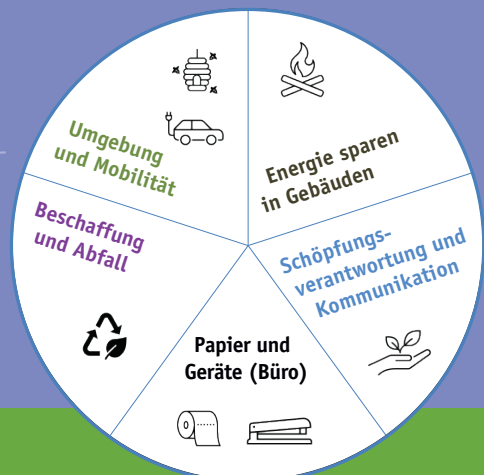 Umgebung
und Mobilität
Energie sparen
in Gebäuden
Beschaffung
und Abfall
Schöpfungs-
verantwortung und
Kommunikation
Papier und
Geräte (Büro)